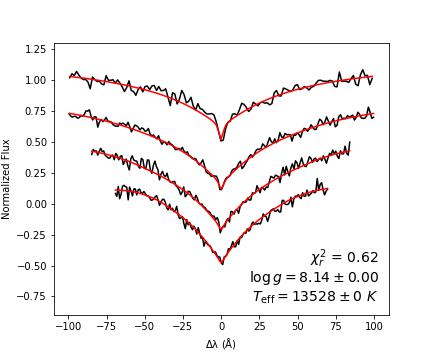 1.25
1.00
0.75
0.50
0.25
0.00
−0.25
−0.50
−0.75
Normalized Flux
χ²ᵣ = 0.62
log g = 8.14 ± 0.00
T_eff = 13528 ± 0 K
−100 −75 −50 −25 0 25 50 75 100
Δλ (Å)